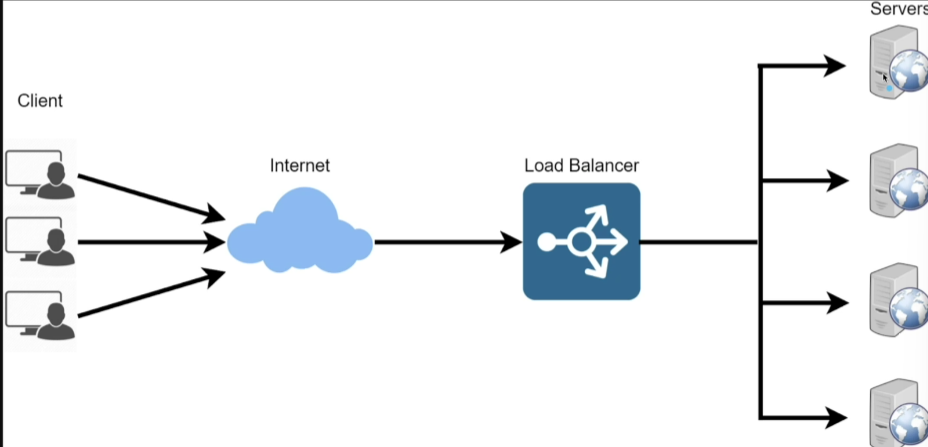 Servers
Client
Internet
Load Balancer